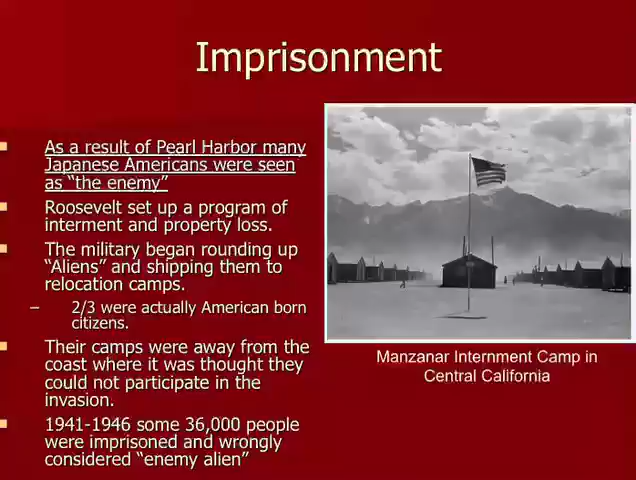 Imprisonment
As a result of Pearl Harbor many
Japanese Americans were seen
as “the enemy”
Roosevelt set up a program of
interment and property loss.
The military began rounding up
“Aliens” and shipping them to
relocation camps.
– 2/3 were actually American born
citizens.
Their camps were away from the
coast where it was thought they
could not participate in the
invasion.
1941-1946 some 36,000 people
were imprisoned and wrongly
considered “enemy alien”
Manzanar Internment Camp in
Central California